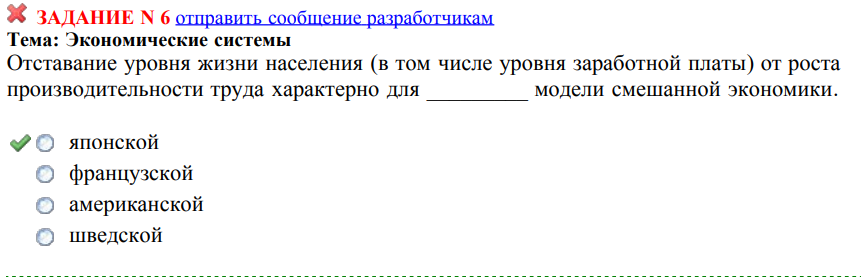 ЗАДАНИЕ N 6 отправить сообщение разработчикам
Тема: Экономические системы
Отставание уровня жизни населения (в том числе уровня заработной платы) от роста
производительности труда характерно для _________ модели смешанной экономики.
японской
французской
американской
шведской